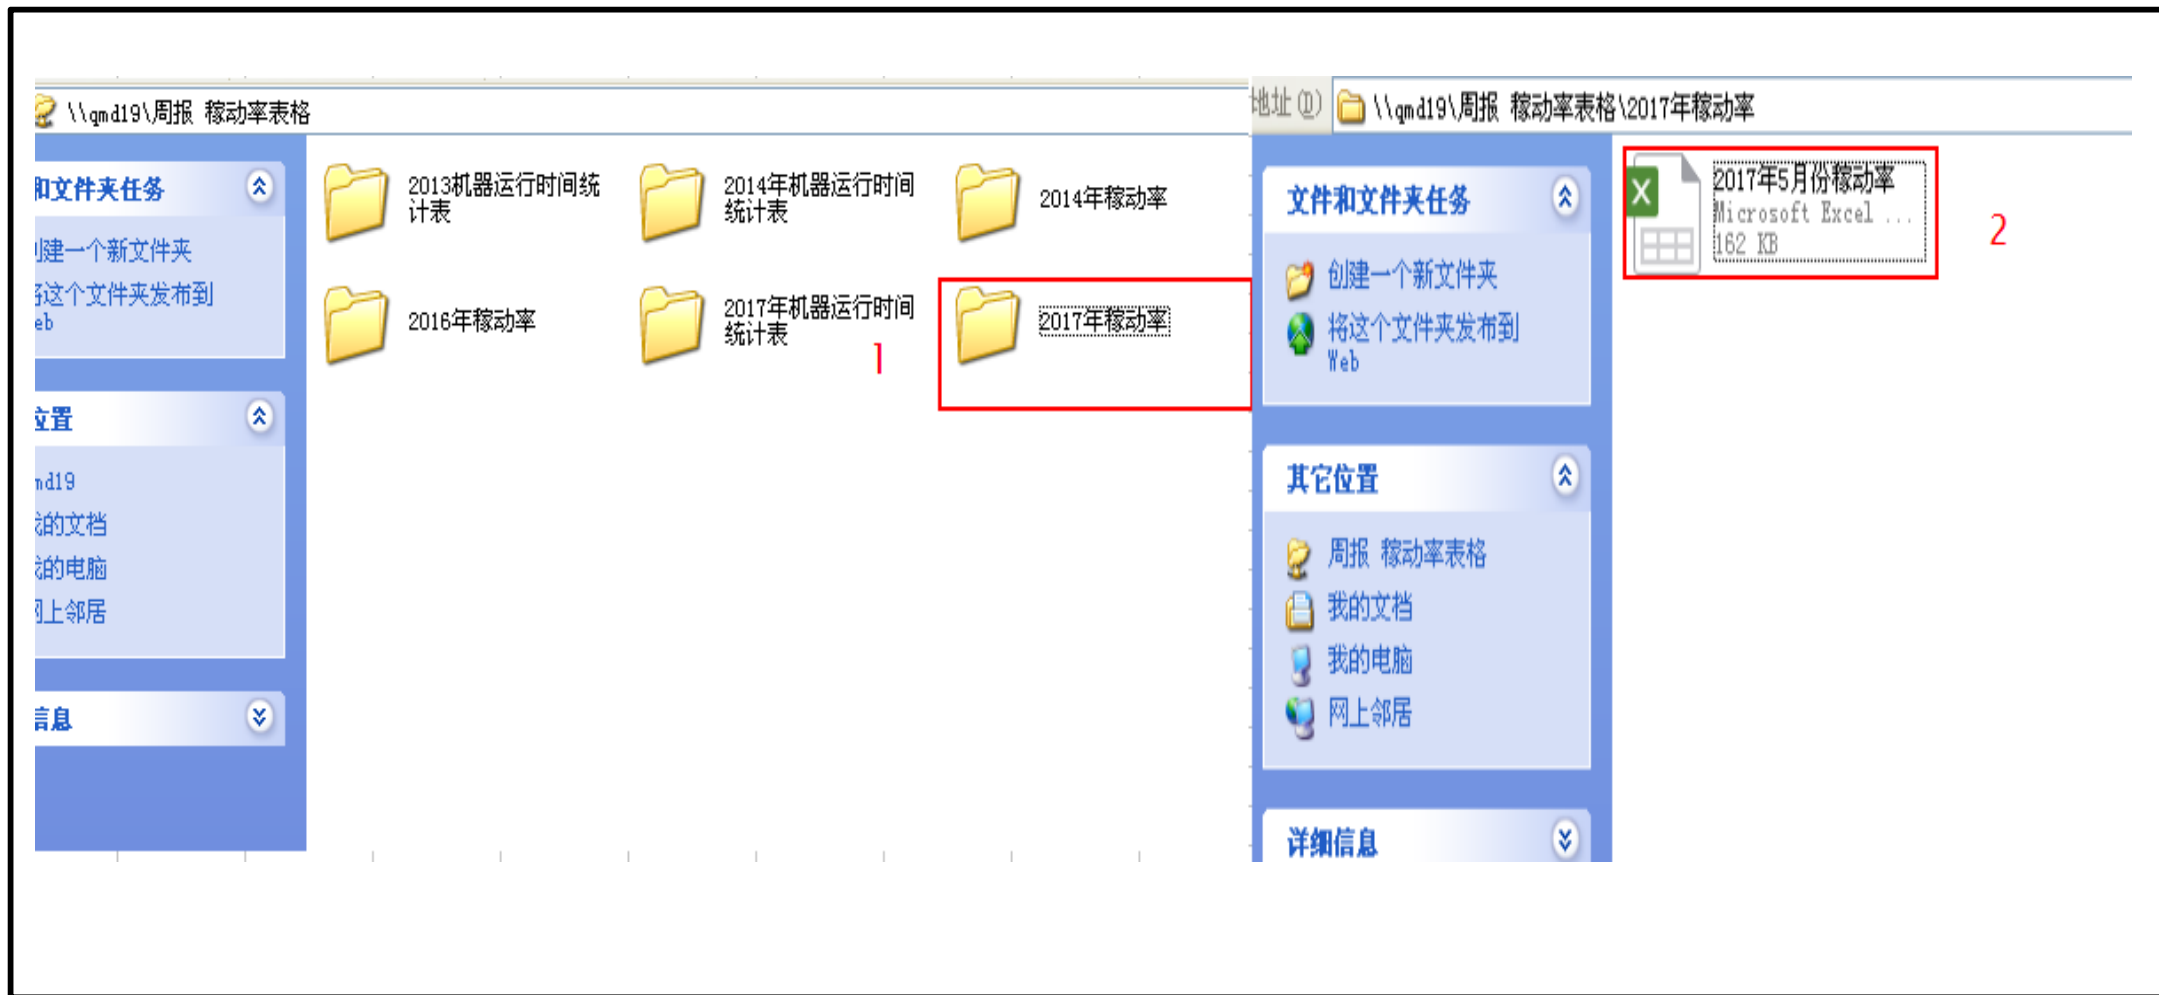 \\qmd19\周报 稼动率表格
和文件夹任务
创建一个新文件夹
将这个文件夹发布到
eb
位置
md19
我的文档
我的电脑
网上邻居
信息
2013机器运行时间统
计表
2014年机器运行时间
统计表
2014年稼动率
2016年稼动率
2017年机器运行时间
统计表
1
2017年稼动率
地址(D)
\\qmd19\周报 稼动率表格\2017年稼动率
文件和文件夹任务
创建一个新文件夹
将这个文件夹发布到
Web
其它位置
周报 稼动率表格
我的文档
我的电脑
网上邻居
详细信息
2017年5月份稼动率
Microsoft Excel ...
162 KB
2